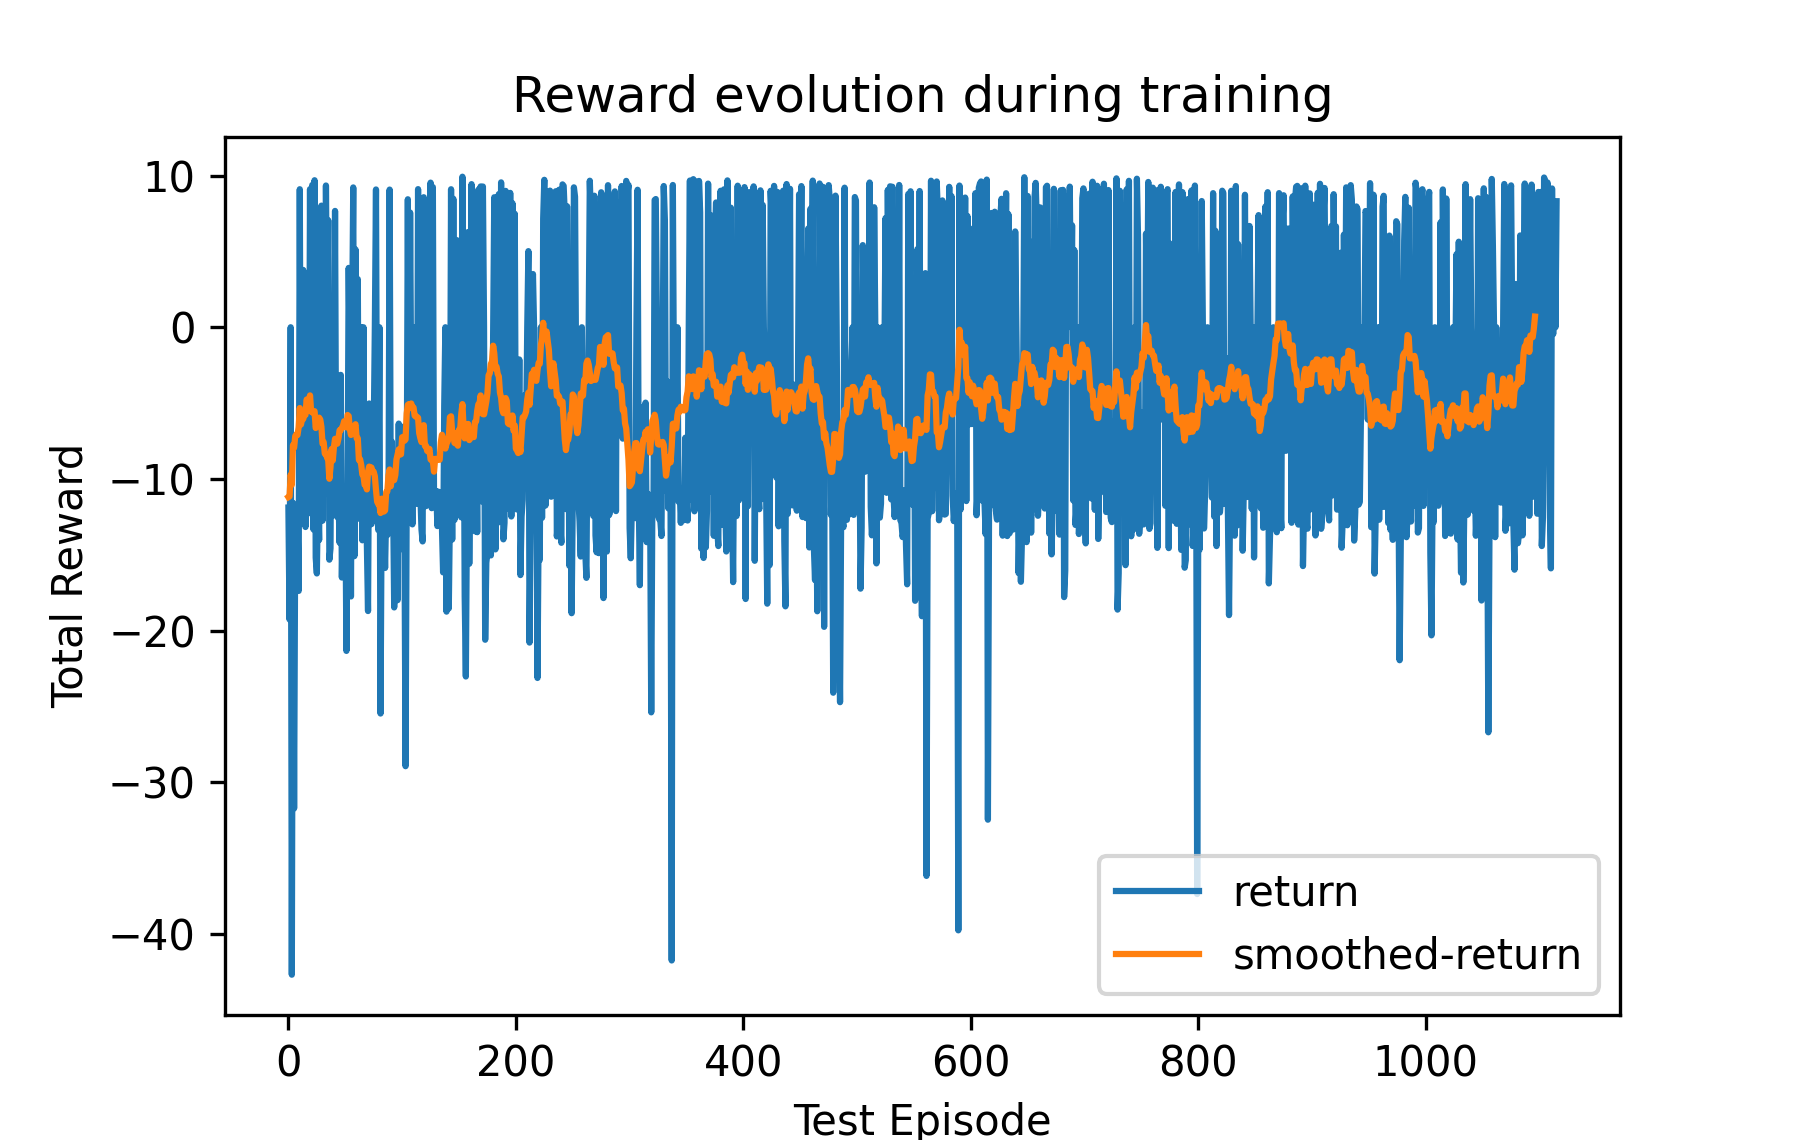 Reward evolution during training
Total Reward
10
0
−10
−20
−30
−40
0 200 400 600 800 1000
Test Episode
return
smoothed-return